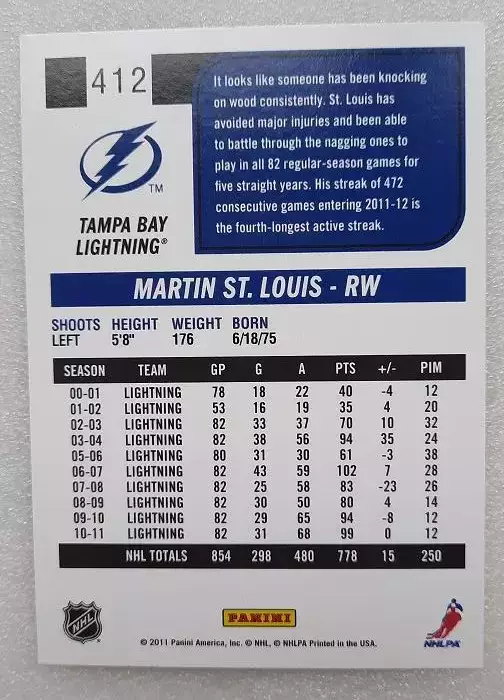 412
It looks like someone has been knocking
on wood consistently. St. Louis has
avoided major injuries and been able
to battle through the nagging ones to
play in all 82 regular-season games for
five straight years. His streak of 472
consecutive games entering 2011-12 is
the fourth-longest active streak.
TM
TAMPA BAY
LIGHTNING®
MARTIN ST. LOUIS - RW
SHOOTS HEIGHT WEIGHT BORN
LEFT 5'8" 176 6/18/75
SEASON TEAM GP G A PTS +/- PIM
00-01 LIGHTNING 78 18 22 40 -4 12
01-02 LIGHTNING 53 16 19 35 4 20
02-03 LIGHTNING 82 33 37 70 10 32
03-04 LIGHTNING 82 38 56 94 35 24
05-06 LIGHTNING 80 31 30 61 -3 38
06-07 LIGHTNING 82 43 59 102 7 28
07-08 LIGHTNING 82 25 58 83 -23 26
08-09 LIGHTNING 82 30 50 80 4 14
09-10 LIGHTNING 82 29 65 94 -8 12
10-11 LIGHTNING 82 31 68 99 0 12
NHL TOTALS 854 298 480 778 15 250
NHL
PANINI
NHLPA
© 2011 Panini America, Inc. © NHL, © NHLPA Printed in the USA.